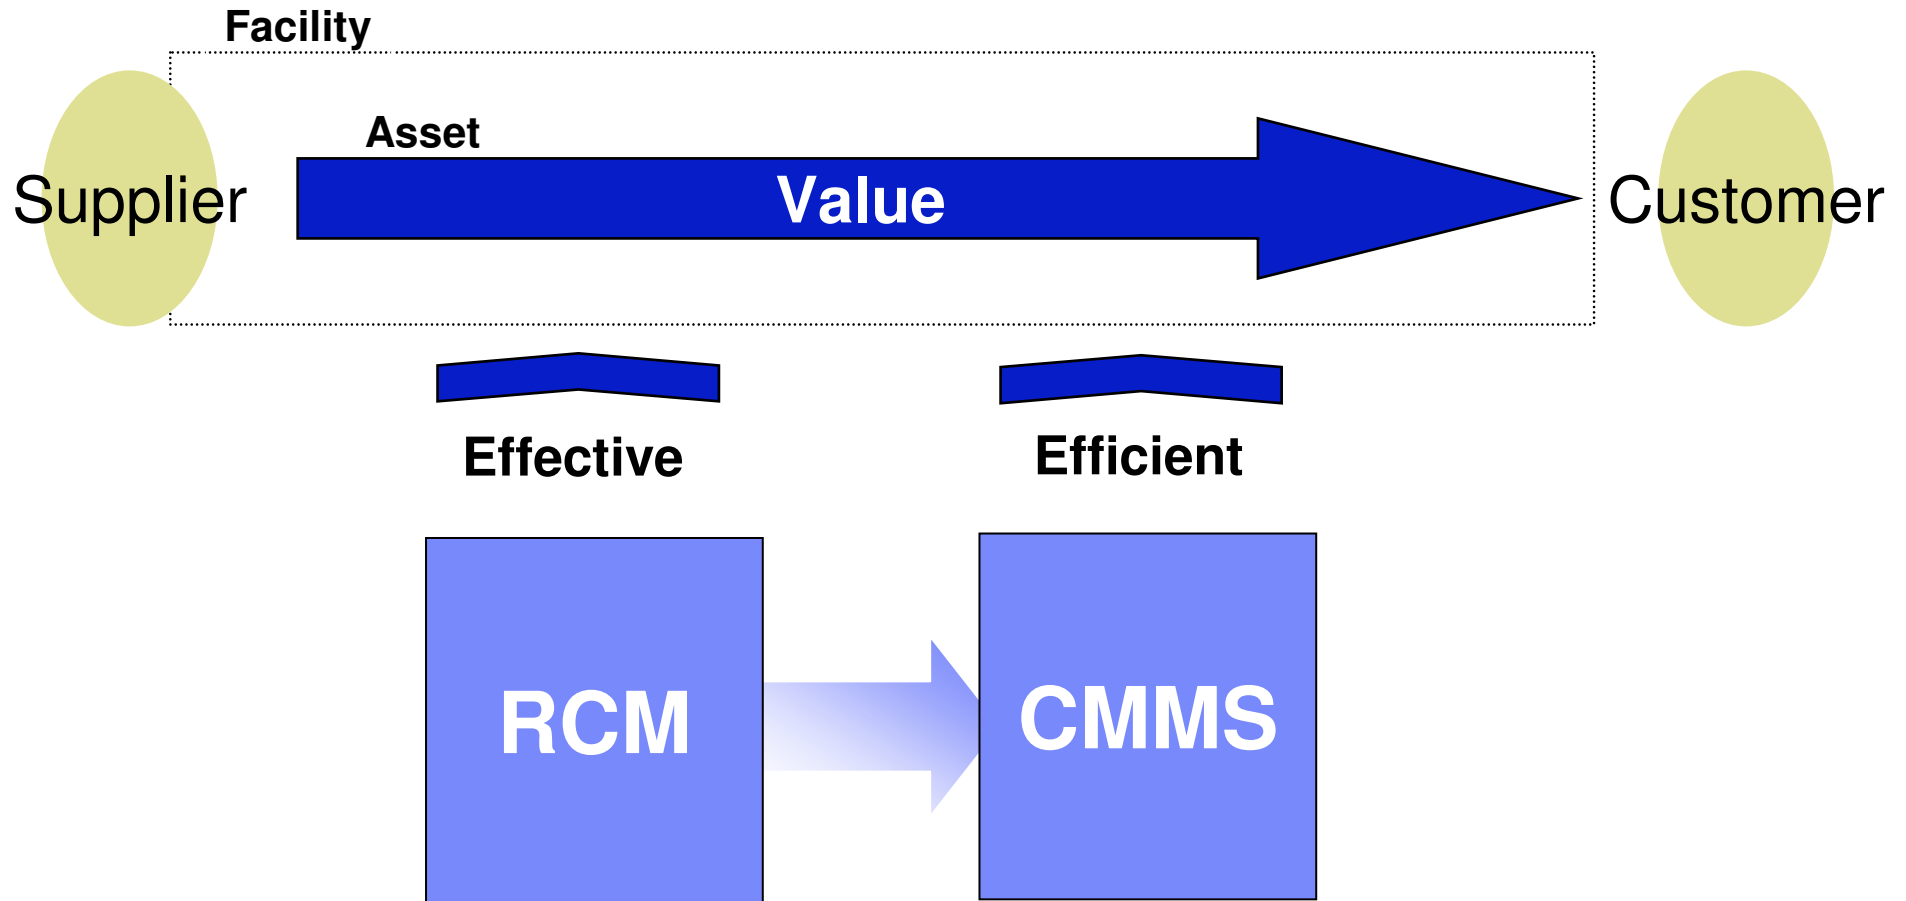 Facility
Asset
Supplier
Value
Customer
Effective
Efficient
RCM
CMMS